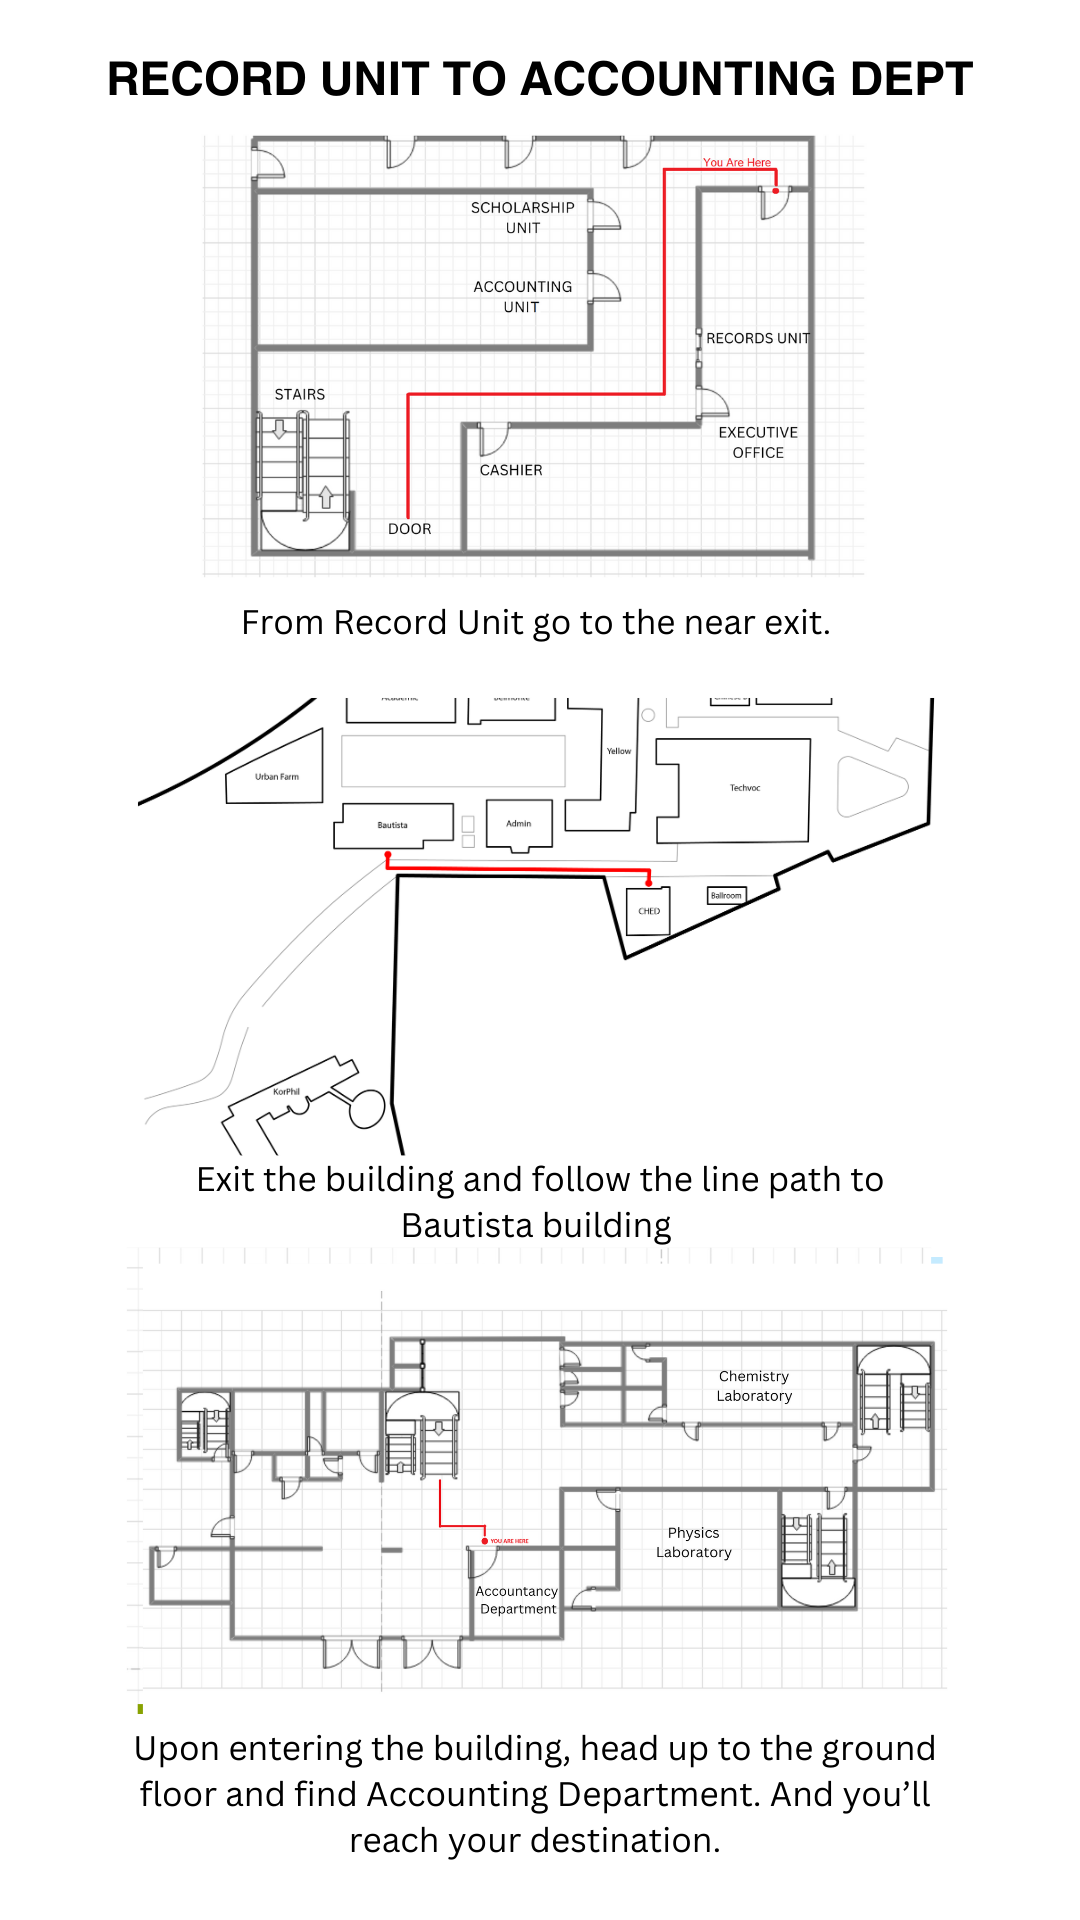 RECORD UNIT TO ACCOUNTING DEPT
You Are Here
SCHOLARSHIP
UNIT
ACCOUNTING
UNIT
RECORDS UNIT
STAIRS
EXECUTIVE
OFFICE
CASHIER
DOOR
From Record Unit go to the near exit.
Yellow
Urban Farm
Techvoc
Bautista
Admin
Ballroom
CHED
KorPhil
Exit the building and follow the line path to
Bautista building
Chemistry
Laboratory
Physics
Laboratory
YOU ARE HERE
Accountancy
Department
Upon entering the building, head up to the ground
floor and find Accounting Department. And you’ll
reach your destination.